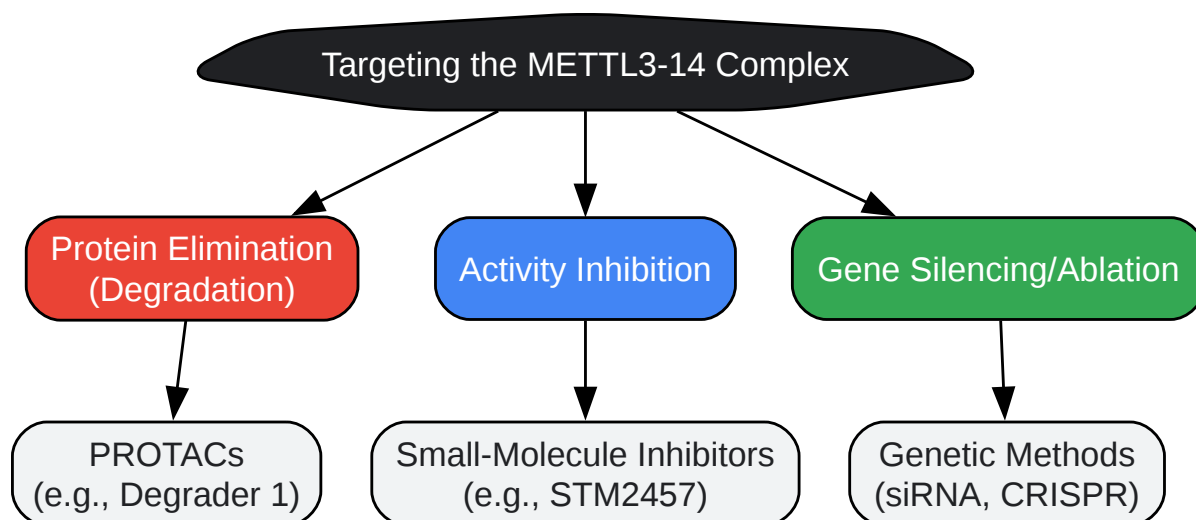 Targeting the METTL3-14 Complex
Protein Elimination
(Degradation)
Activity Inhibition
Gene Silencing/Ablation
PROTACs
(e.g., Degrader 1)
Small-Molecule Inhibitors
(e.g., STM2457)
Genetic Methods
(siRNA, CRISPR)